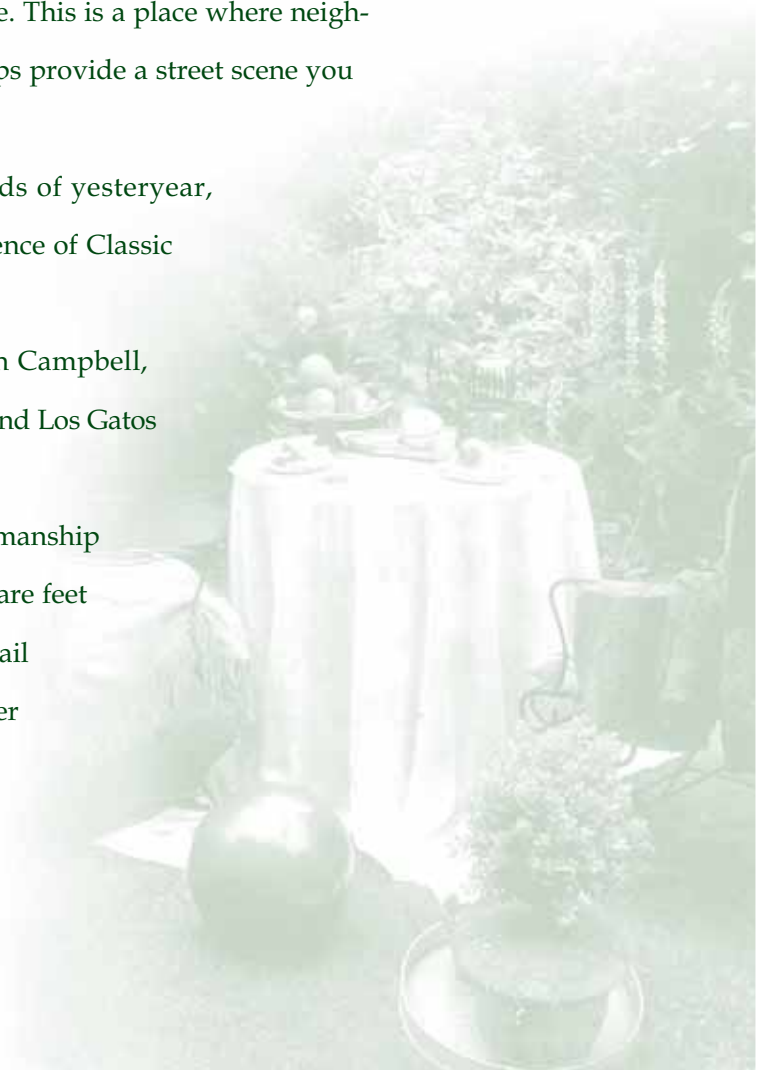 e. This is a place where neigh-
ps provide a street scene you
ds of yesteryear,
ence of Classic
n Campbell,
nd Los Gatos
manship
are feet
ail
er